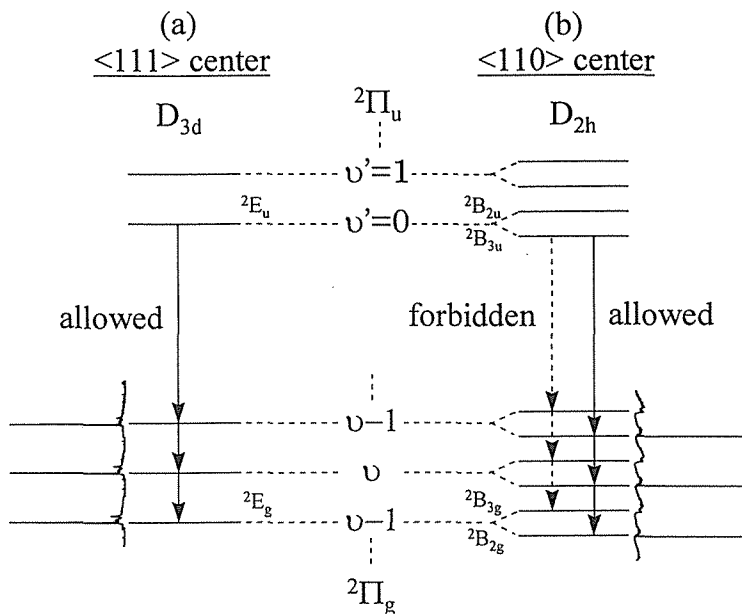 (a)
<111> center
D3d
(b)
<110> center
D2h
²Πu
υ'=1
²Eu
υ'=0
²B2u
²B3u
allowed
forbidden
allowed
υ−1
υ
²Eg
υ−1
²B3g
²B2g
²Πg